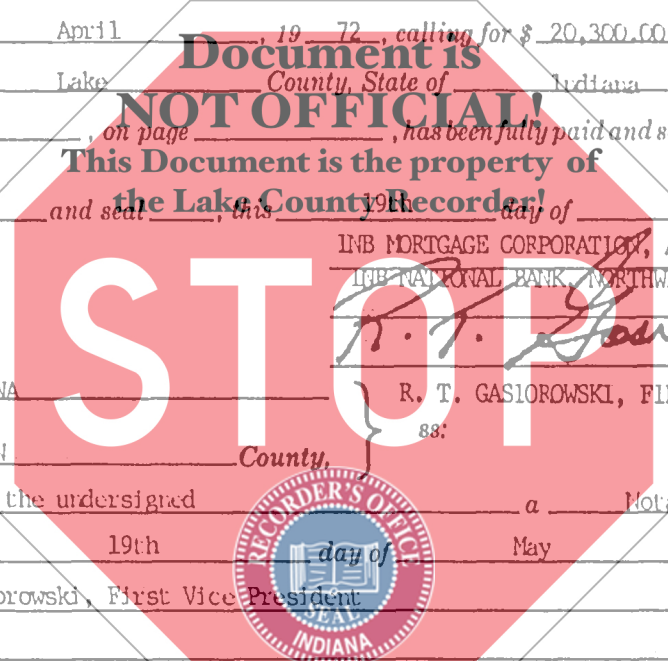 April , 19 72 , calling for $ 20,300.00
Document is
Lake County, State of Indiana
NOT OFFICIAL!
, on page , has been fully paid and s
This Document is the property of
the Lake County Recorder!
and seal , this 19th day of
INB MORTGAGE CORPORATION,
INB NATIONAL BANK, NORTHW
R. T.
STOP
NA
R. T. GASIOROWSKI, FI
ss:
N County,
the undersigned a Not
19th day of May
orowski, First Vice President
RECORDER'S OFFICE
SEAL
INDIANA